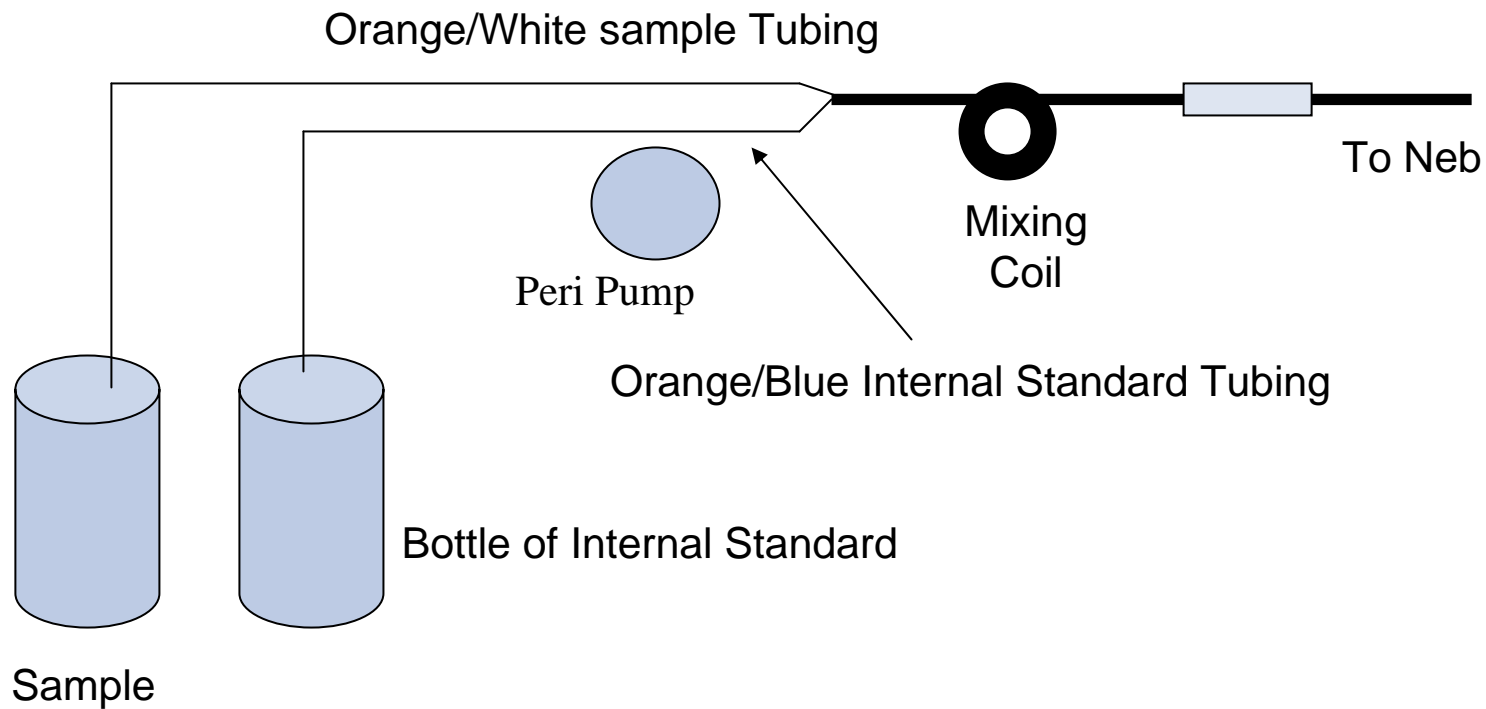 Orange/White sample Tubing
To Neb
Mixing
Coil
Peri Pump
Orange/Blue Internal Standard Tubing
Bottle of Internal Standard
Sample